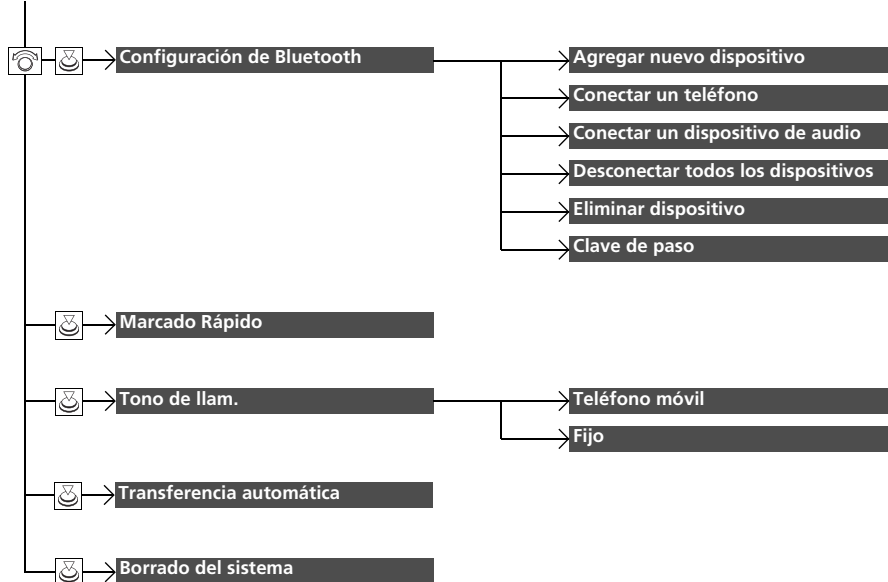 Configuración de Bluetooth
Agregar nuevo dispositivo
Conectar un teléfono
Conectar un dispositivo de audio
Desconectar todos los dispositivos
Eliminar dispositivo
Clave de paso
Marcado Rápido
Tono de llam.
Teléfono móvil
Fijo
Transferencia automática
Borrado del sistema